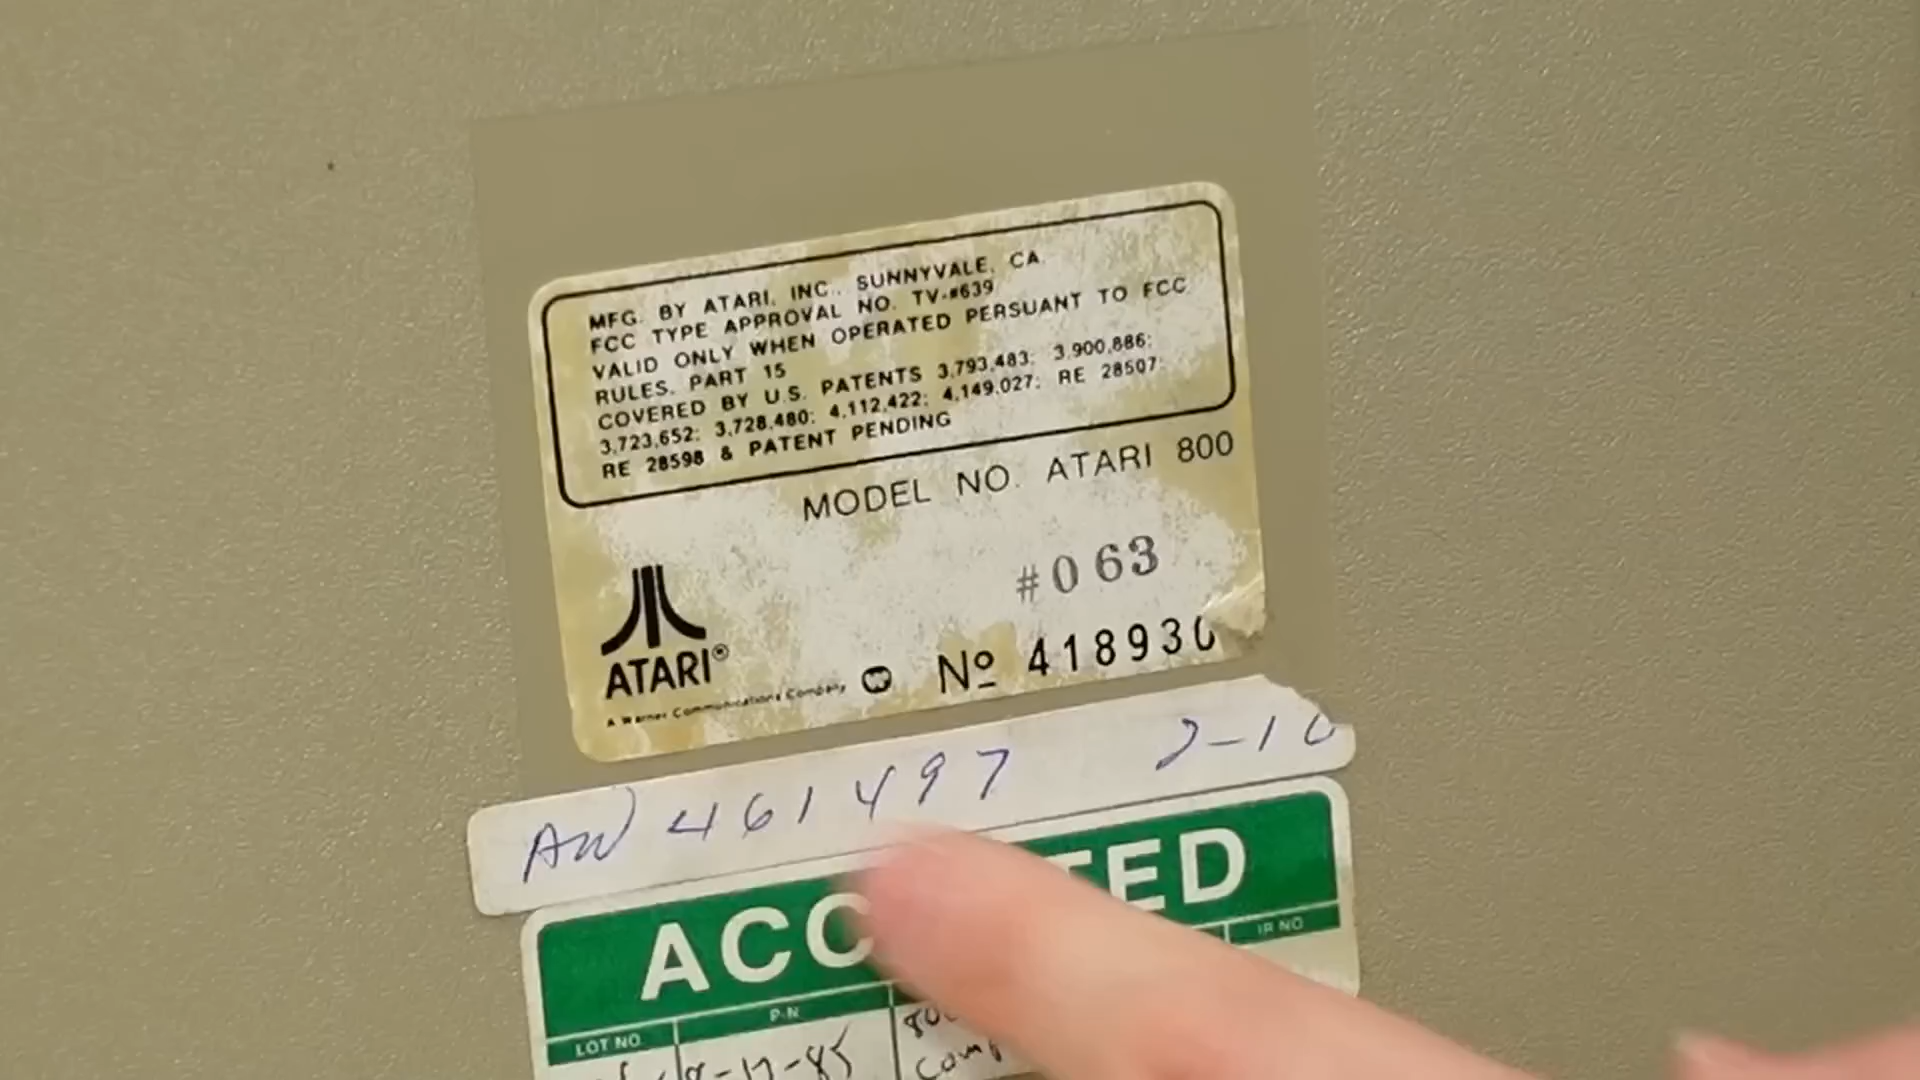 MFG. BY ATARI, INC., SUNNYVALE, CA.
FCC TYPE APPROVAL NO. TV-#639
VALID ONLY WHEN OPERATED PERSUANT TO FCC
RULES, PART 15
COVERED BY U.S. PATENTS 3,793,483; 3,900,886;
3,723,652; 3,728,480; 4,112,422; 4,149,027; RE 28507;
RE 28598 & PATENT PENDING
MODEL NO. ATARI 800
#063
ATARI®
A Warner Communications Company
Nº 418930
AW 461497
ACC TED
IR NO
P-N
LOT NO.
-17-85